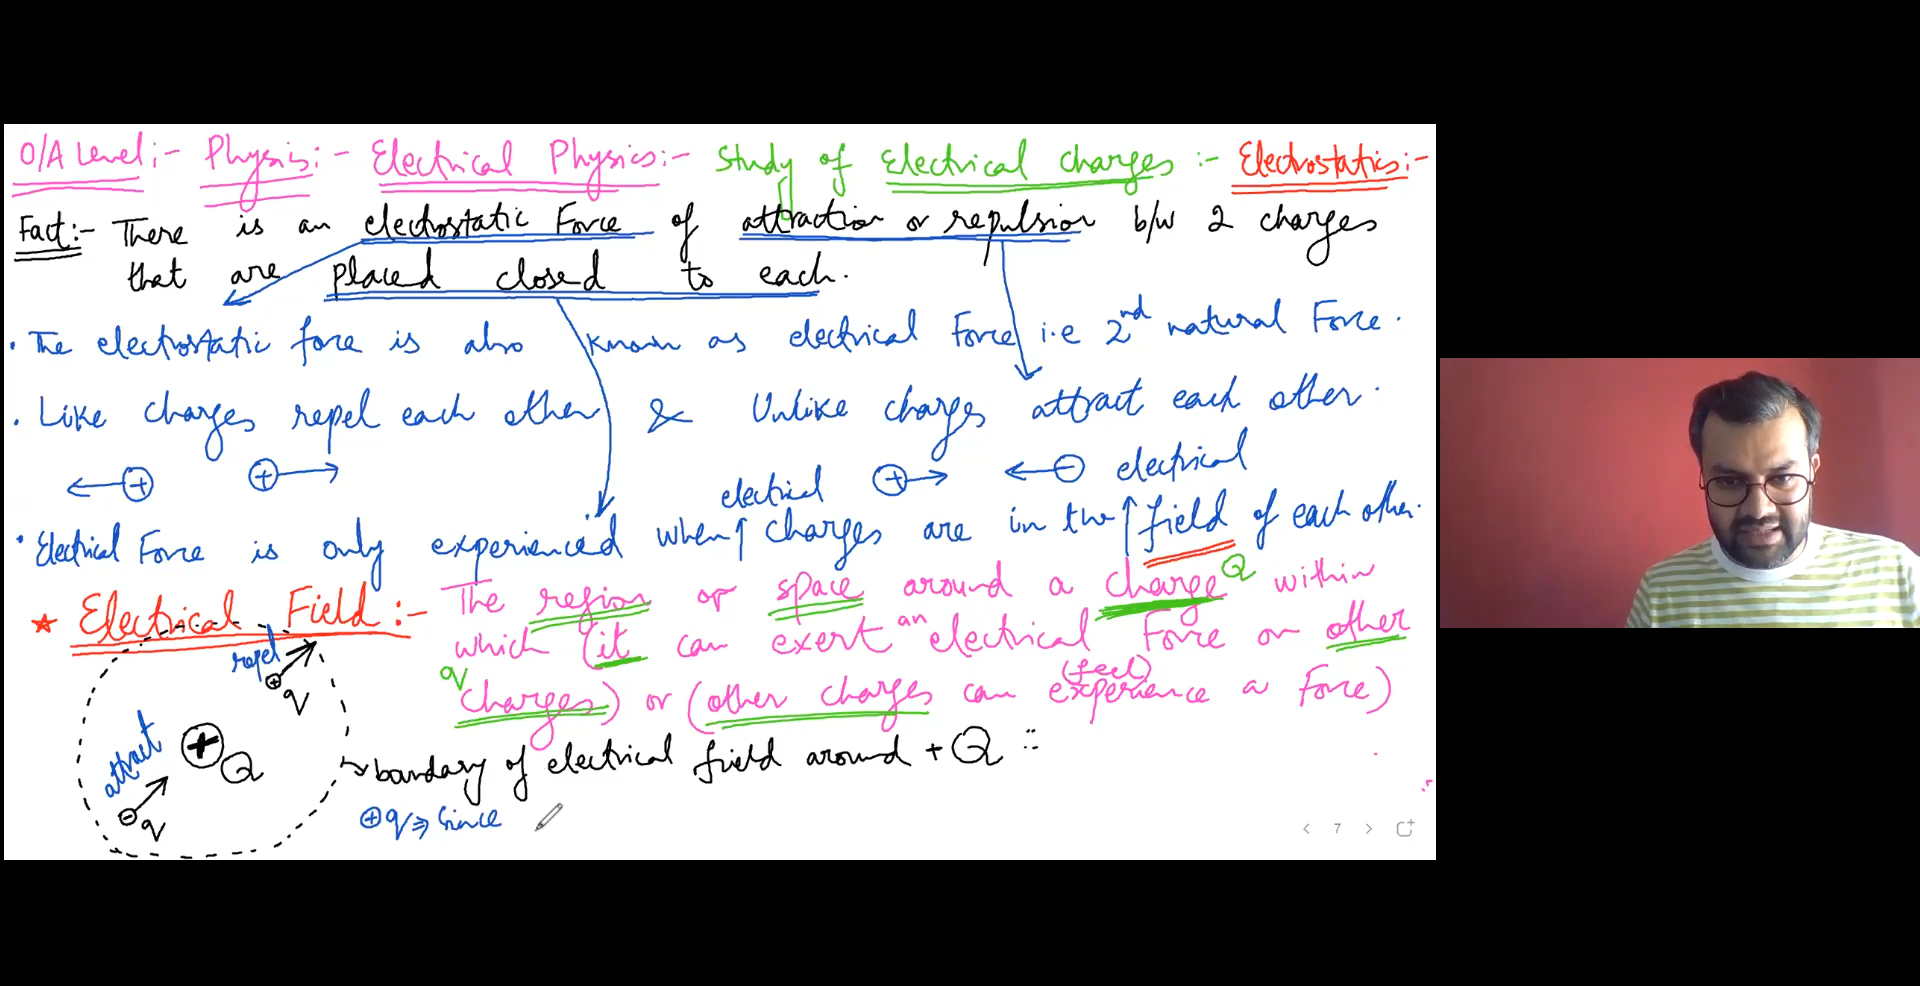 O/A Level:- Physis:- Electrical Physics:- Study of Electrical charges :- Electrostatics:-
Fact:- There is an electrostatic Force of attraction or repulsion b/w 2 charges
that are placed closed to each.
• The electrostatic force is also known as electrical Force i.e 2nd natural Force.
• Like charges repel each other & Unlike charges attract each other.
+ + electrical + - electrical
• Electrical Force is only experienced when ↑ charges are in the ↑ field of each other.
★ Electrical Field:- The region or space around a charge Q within
which (it can exert an electrical Force on other
q charges) or (other charges can experience a Force)
(feel)
repel
+ q
attract
+ Q
- q
↳ boundary of electrical field around + Q ::
+ q ⇒ Since
< 7 >